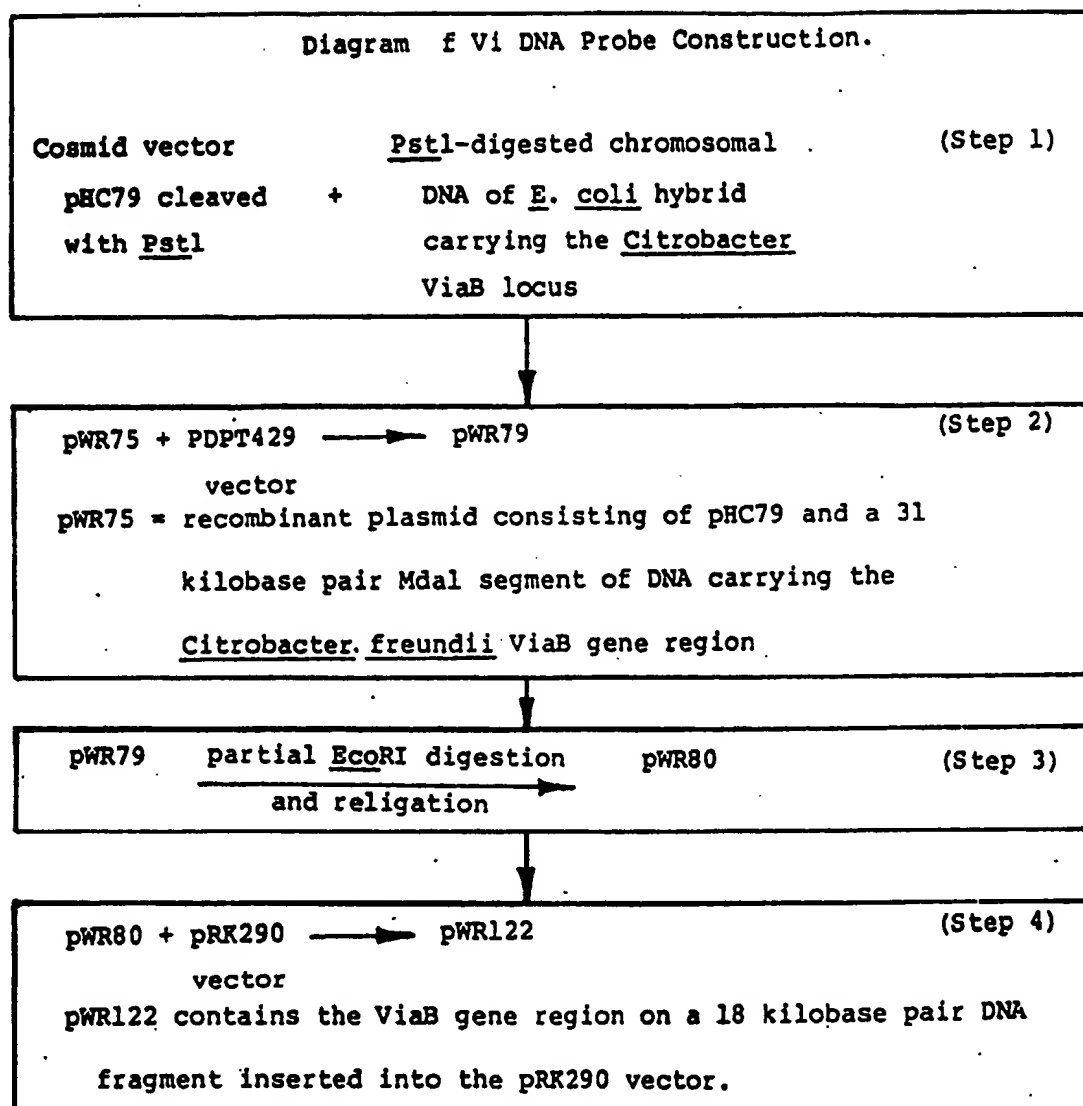 Diagram f Vi DNA Probe Construction.
Cosmid vector Pst1-digested chromosomal (Step 1)
pHC79 cleaved + DNA of E. coli hybrid
with Pst1 carrying the Citrobacter
ViaB locus
pWR75 + PDPT429 → pWR79 (Step 2)
vector
pWR75 = recombinant plasmid consisting of pHC79 and a 31
kilobase pair Mdal segment of DNA carrying the
Citrobacter. freundii ViaB gene region
pWR79 partial EcoRI digestion pWR80 (Step 3)
and religation
pWR80 + pRK290 → pWR122 (Step 4)
vector
pWR122 contains the ViaB gene region on a 18 kilobase pair DNA
fragment inserted into the pRK290 vector.